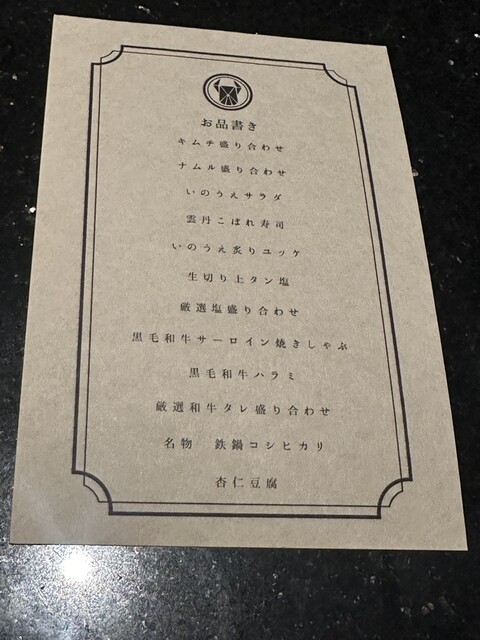 お品書き
キムチ盛り合わせ
ナムル盛り合わせ
いのうえサラダ
雲丹こぼれ寿司
いのうえ炙りユッケ
生切り上タン塩
厳選塩盛り合わせ
黒毛和牛サーロイン焼きしゃぶ
黒毛和牛ハラミ
厳選和牛タレ盛り合わせ
名物　鉄鍋コシヒカリ
杏仁豆腐